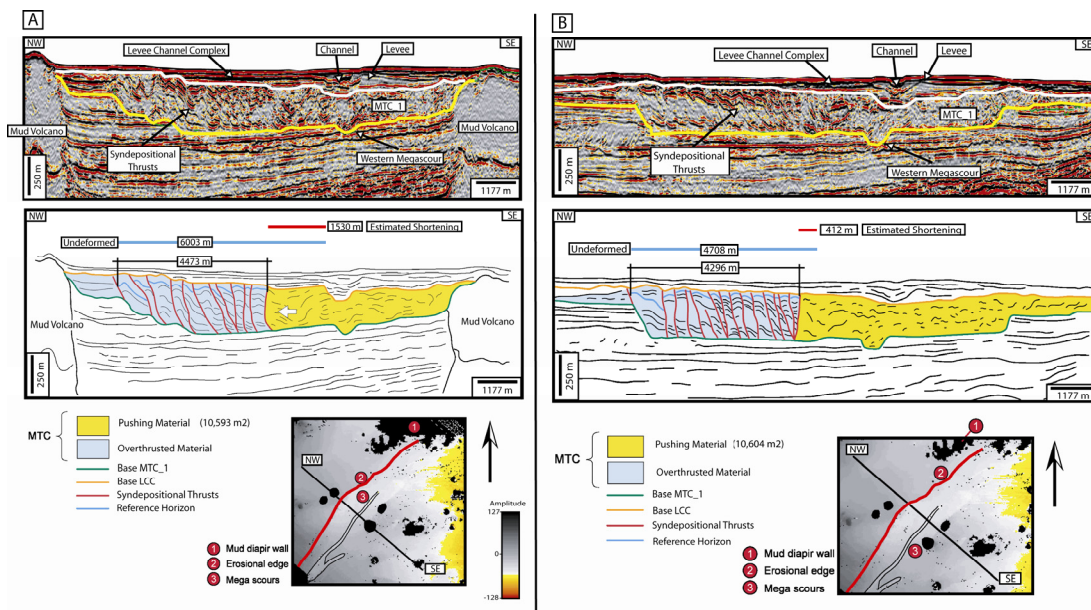 A
NW
SE
Levee Channel Complex
Channel
Levee
MTC_1
Mud Volcano
Mud Volcano
Syndepositional
Thrusts
Western Megascour
250 m
1177 m
NW
SE
1530 m Estimated Shortening
Undeformed
6003 m
4473 m
Mud Volcano
Mud Volcano
250 m
1177 m
MTC
Pushing Material (10,593 m2)
Overthrusted Material
Base MTC_1
Base LCC
Syndepositional Thrusts
Reference Horizon
NW
1
2
3
SE
Amplitude
127
0
-128
1 Mud diapir wall
2 Erosional edge
3 Mega scours
B
NW
SE
Levee Channel Complex
Channel
Levee
MTC_1
Syndepositional
Thrusts
Western Megascour
250 m
1177 m
NW
SE
412 m Estimated Shortening
Undeformed
4708 m
4296 m
250 m
1177 m
MTC
Pushing Material (10,604 m2)
Overthrusted Material
Base MTC_1
Base LCC
Syndepositional Thrusts
Reference Horizon
NW
1
2
3
SE
1 Mud diapir wall
2 Erosional edge
3 Mega scours